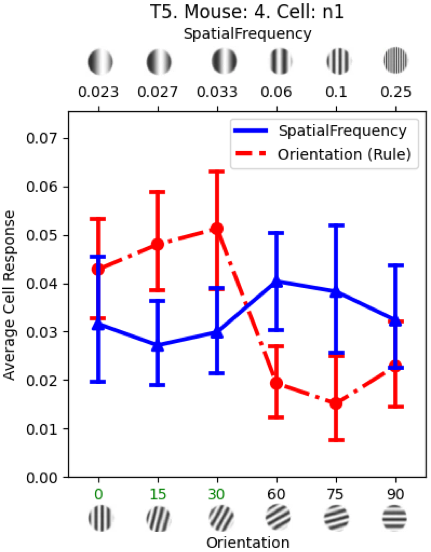 T5. Mouse: 4. Cell: n1
SpatialFrequency
0.023 0.027 0.033 0.06 0.1 0.25
SpatialFrequency
Orientation (Rule)
0.07
0.06
0.05
0.04
0.03
0.02
0.01
0.00
Average Cell Response
0 15 30 60 75 90
Orientation